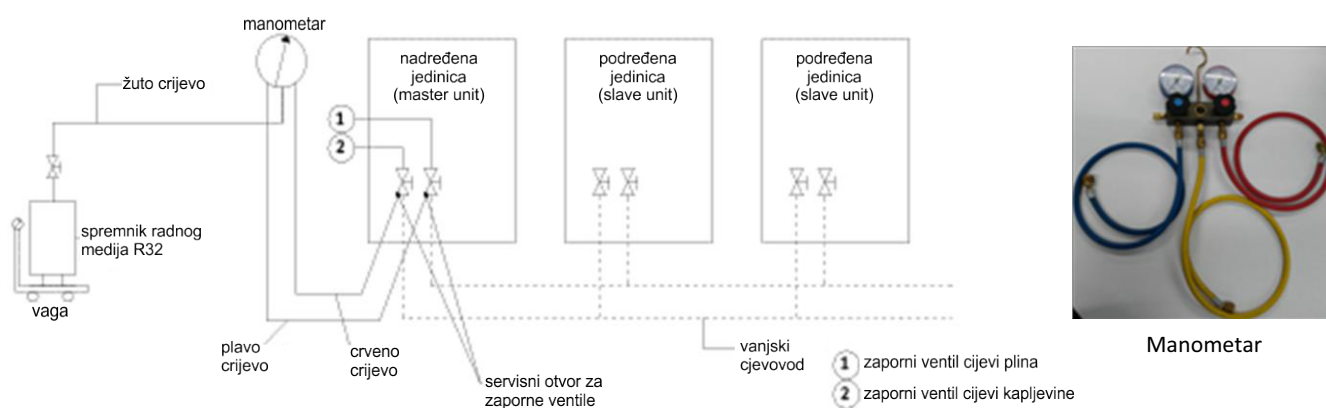 manometar
žuto crijevo
spremnik radnog
medija R32
vaga
nadređena
jedinica
(master unit)
podređena
jedinica
(slave unit)
podređena
jedinica
(slave unit)
1
2
plavo
crijevo
crveno
crijevo
servisni otvor za
zaporne ventile
vanjski
cjevovod
1 zaporni ventil cijevi plina
2 zaporni ventil cijevi kapljevine
Manometar